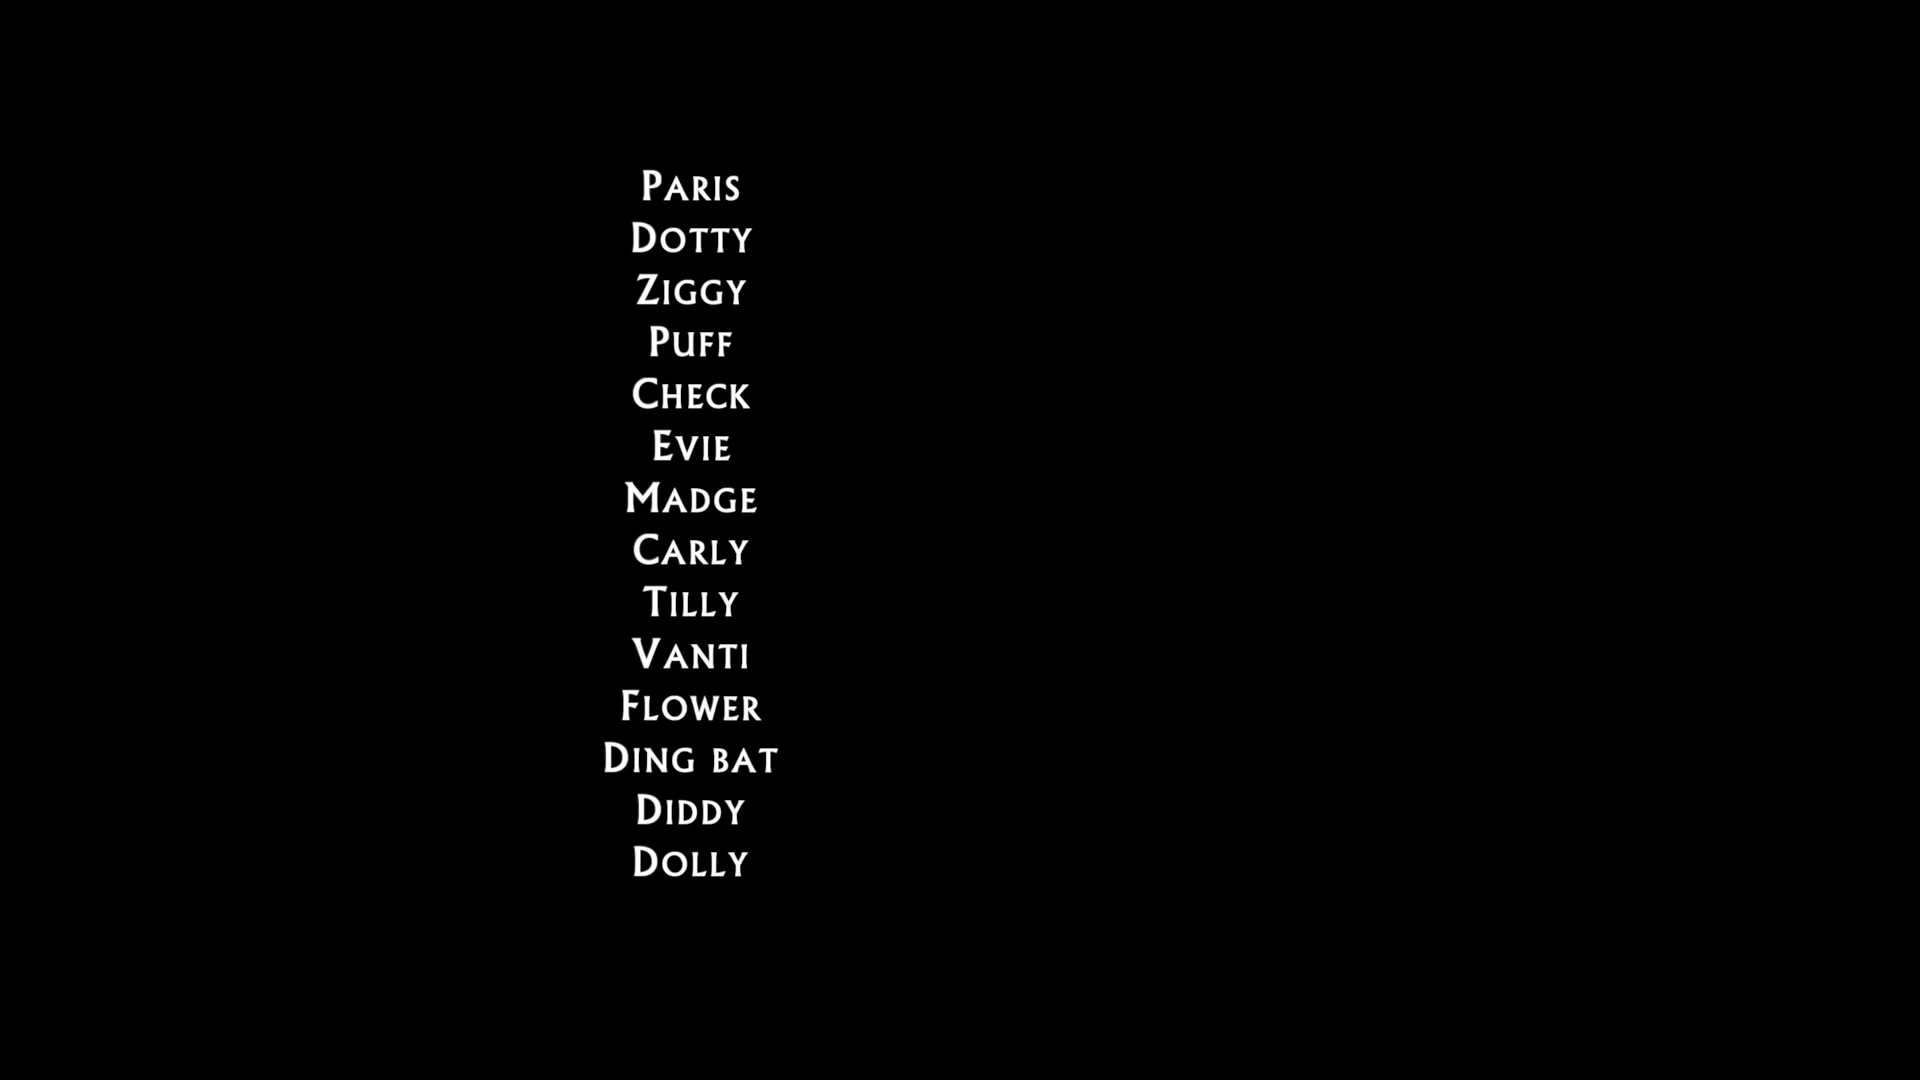 Paris
Dotty
Ziggy
Puff
Check
Evie
Madge
Carly
Tilly
Vanti
Flower
Ding bat
Diddy
Dolly